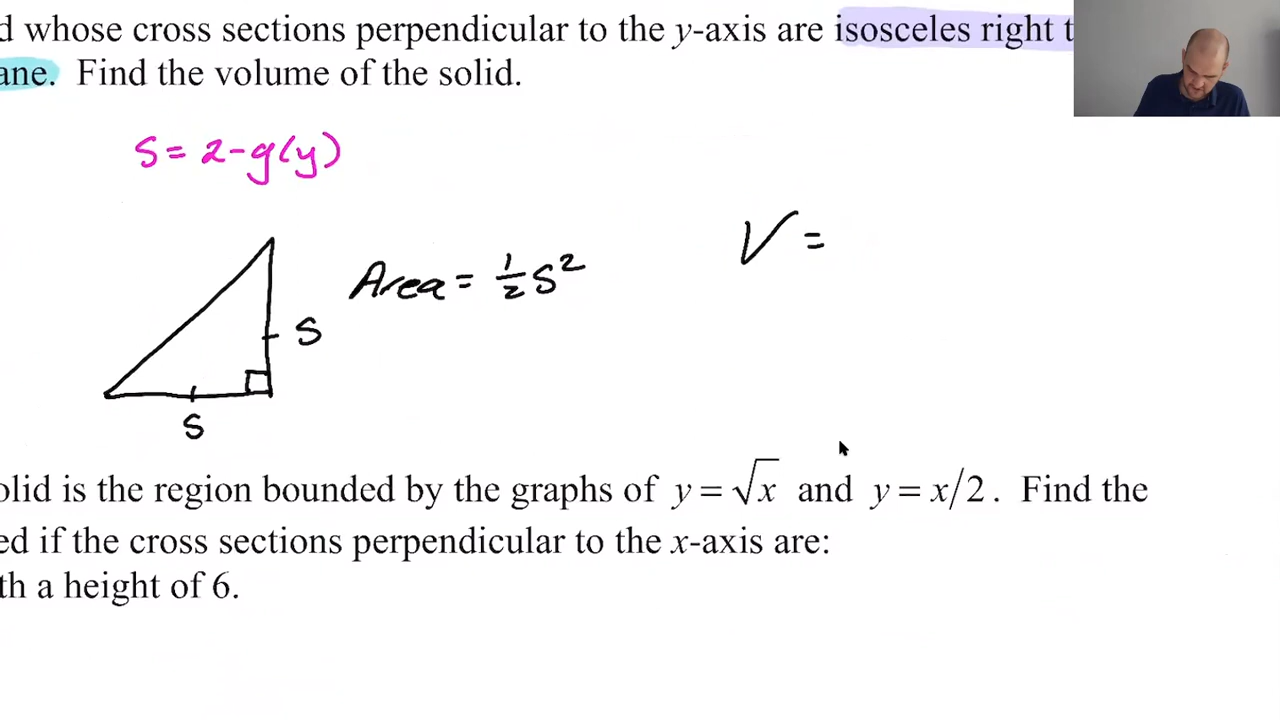 d whose cross sections perpendicular to the y-axis are isosceles right t
ane. Find the volume of the solid.
s = 2 - g(y)
Area = 1/2 s²
V =
s
s
olid is the region bounded by the graphs of y = √x and y = x/2. Find the
ed if the cross sections perpendicular to the x-axis are:
th a height of 6.